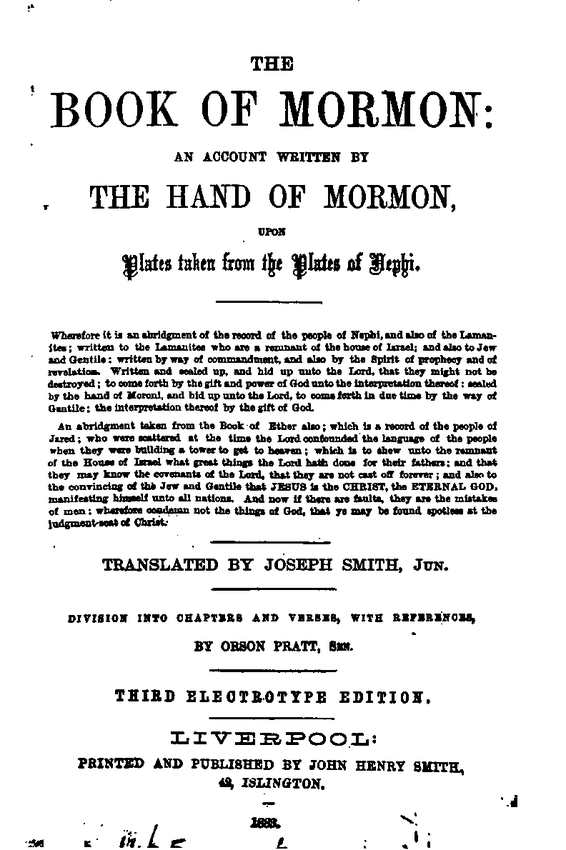 THE
BOOK OF MORMON:
AN ACCOUNT WRITTEN BY
THE HAND OF MORMON,
UPON
Plates taken from the Plates of Nephi.
Wherefore it is an abridgment of the record of the people of Nephi, and also of the Laman-
ites; written to the Lamanites who are a remnant of the house of Israel; and also to Jew
and Gentile: written by way of commandment, and also by the Spirit of prophecy and of
revelation. Written and sealed up, and hid up unto the Lord, that they might not be
destroyed; to come forth by the gift and power of God unto the interpretation thereof: sealed
by the hand of Moroni, and hid up unto the Lord, to come forth in due time by the way of
Gentile; the interpretation thereof by the gift of God.
An abridgment taken from the Book of Ether also; which is a record of the people of
Jared; who were scattered at the time the Lord confounded the language of the people
when they were building a tower to get to heaven; which is to shew unto the remnant
of the House of Israel what great things the Lord hath done for their fathers; and that
they may know the covenants of the Lord, that they are not cast off forever; and also to
the convincing of the Jew and Gentile that JESUS is the CHRIST, the ETERNAL GOD,
manifesting himself unto all nations. And now if there are faults, they are the mistakes
of men: wherefore condemn not the things of God, that ye may be found spotless at the
judgment-seat of Christ.
TRANSLATED BY JOSEPH SMITH, JUN.
DIVISION INTO CHAPTERS AND VERSES, WITH REFERENCES,
BY ORSON PRATT, SEN.
THIRD ELECTROTYPE EDITION.
LIVERPOOL:
PRINTED AND PUBLISHED BY JOHN HENRY SMITH,
42, ISLINGTON.
1883.